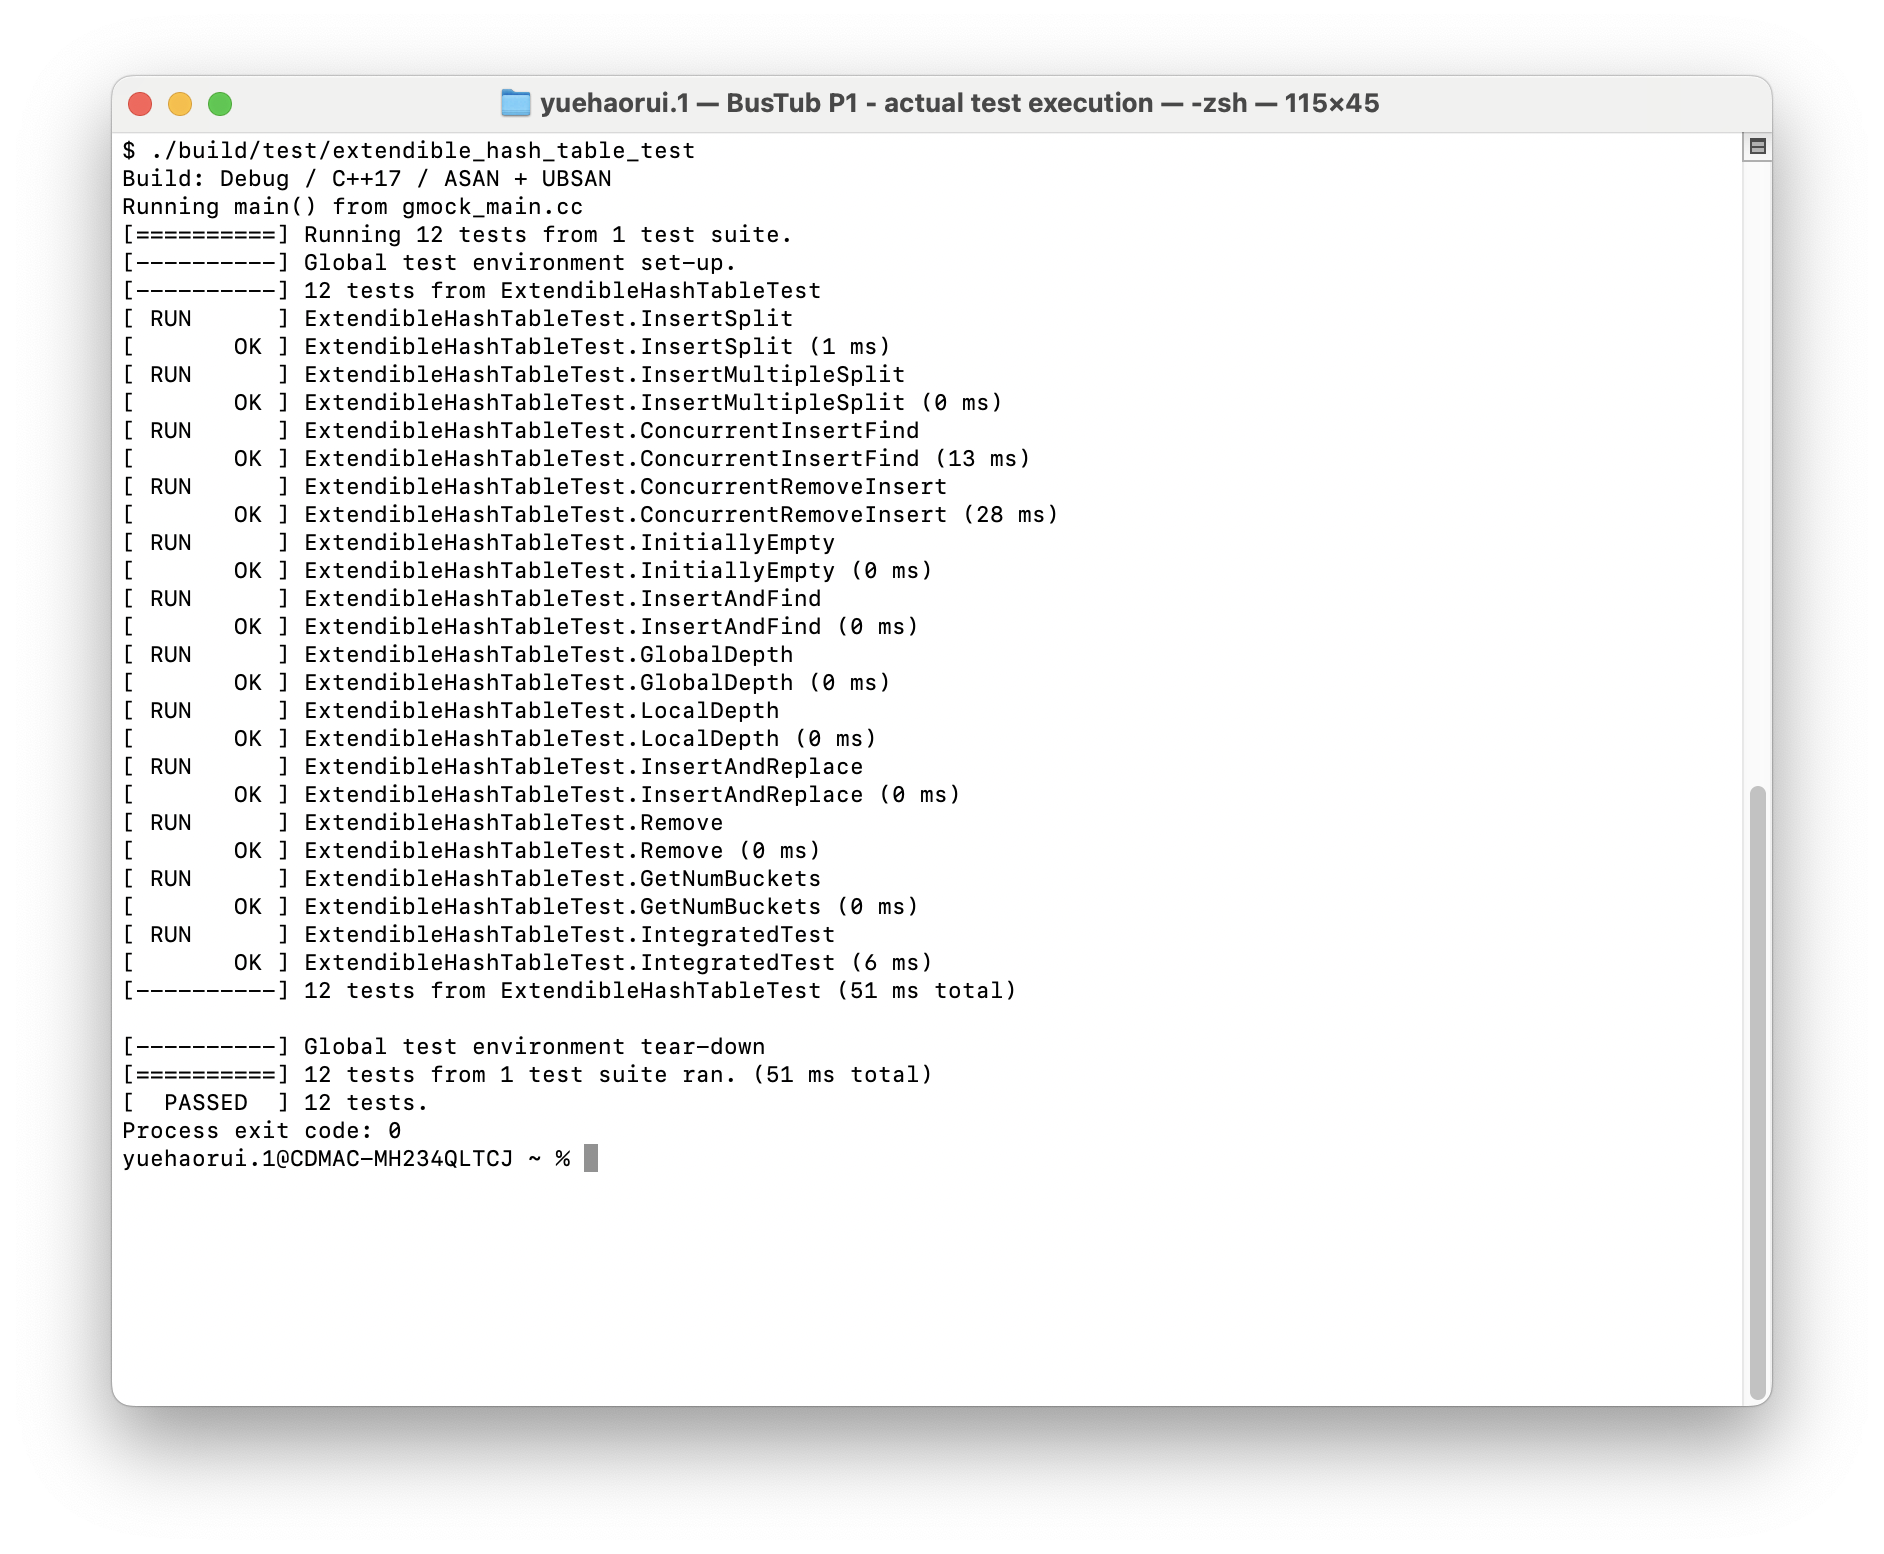 yuehaorui.1 — BusTub P1 - actual test execution — -zsh — 115×45
$ ./build/test/extendible_hash_table_test
Build: Debug / C++17 / ASAN + UBSAN
Running main() from gmock_main.cc
[==========] Running 12 tests from 1 test suite.
[----------] Global test environment set-up.
[----------] 12 tests from ExtendibleHashTableTest
[ RUN      ] ExtendibleHashTableTest.InsertSplit
[       OK ] ExtendibleHashTableTest.InsertSplit (1 ms)
[ RUN      ] ExtendibleHashTableTest.InsertMultipleSplit
[       OK ] ExtendibleHashTableTest.InsertMultipleSplit (0 ms)
[ RUN      ] ExtendibleHashTableTest.ConcurrentInsertFind
[       OK ] ExtendibleHashTableTest.ConcurrentInsertFind (13 ms)
[ RUN      ] ExtendibleHashTableTest.ConcurrentRemoveInsert
[       OK ] ExtendibleHashTableTest.ConcurrentRemoveInsert (28 ms)
[ RUN      ] ExtendibleHashTableTest.InitiallyEmpty
[       OK ] ExtendibleHashTableTest.InitiallyEmpty (0 ms)
[ RUN      ] ExtendibleHashTableTest.InsertAndFind
[       OK ] ExtendibleHashTableTest.InsertAndFind (0 ms)
[ RUN      ] ExtendibleHashTableTest.GlobalDepth
[       OK ] ExtendibleHashTableTest.GlobalDepth (0 ms)
[ RUN      ] ExtendibleHashTableTest.LocalDepth
[       OK ] ExtendibleHashTableTest.LocalDepth (0 ms)
[ RUN      ] ExtendibleHashTableTest.InsertAndReplace
[       OK ] ExtendibleHashTableTest.InsertAndReplace (0 ms)
[ RUN      ] ExtendibleHashTableTest.Remove
[       OK ] ExtendibleHashTableTest.Remove (0 ms)
[ RUN      ] ExtendibleHashTableTest.GetNumBuckets
[       OK ] ExtendibleHashTableTest.GetNumBuckets (0 ms)
[ RUN      ] ExtendibleHashTableTest.IntegratedTest
[       OK ] ExtendibleHashTableTest.IntegratedTest (6 ms)
[----------] 12 tests from ExtendibleHashTableTest (51 ms total)

[----------] Global test environment tear-down
[==========] 12 tests from 1 test suite ran. (51 ms total)
[  PASSED  ] 12 tests.
Process exit code: 0
yuehaorui.1@CDMAC-MH234QLTCJ ~ %